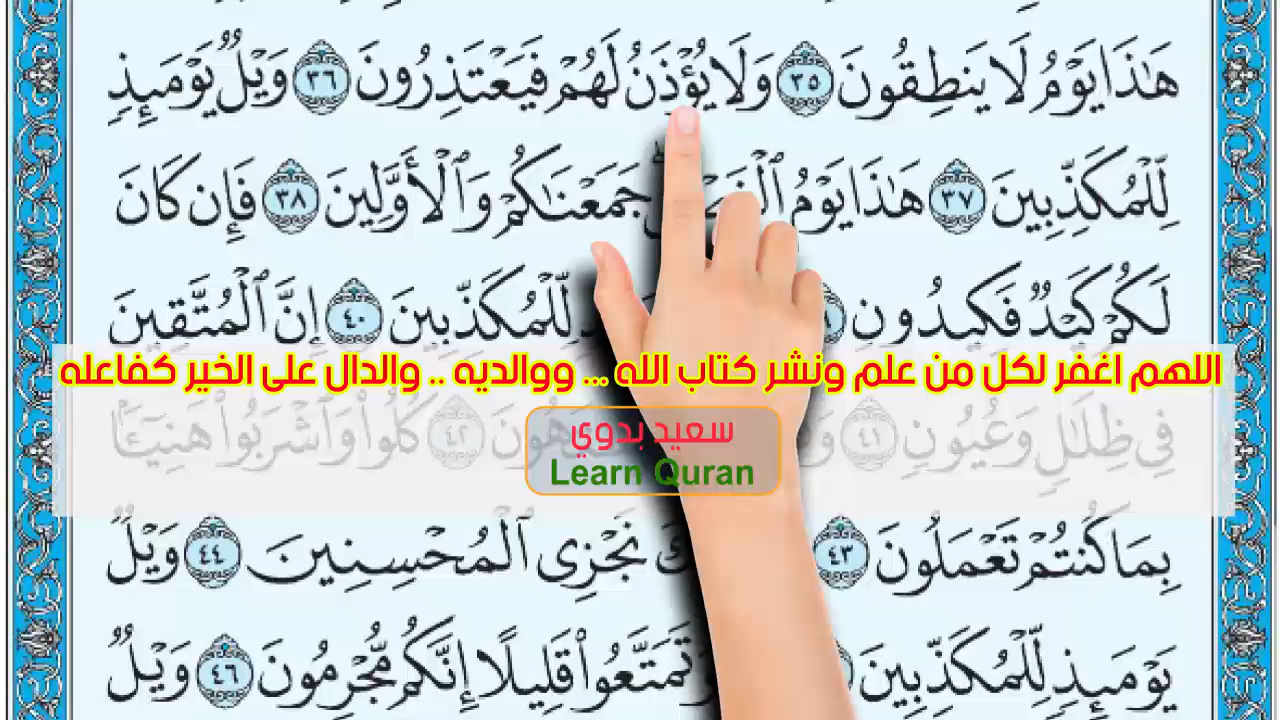 هَٰذَا يَوْمُ لَا يَنطِقُونَ ٣٥ وَلَا يُؤْذَنُ لَهُمْ فَيَعْتَذِرُونَ ٣٦ وَيْلٌ يَوْمَئِذٍ
لِّلْمُكَذِّبِينَ ٣٧ هَٰذَا يَوْمُ جَمَعْنَٰكُمْ وَٱلْأَوَّلِينَ ٣٨ فَإِن كَانَ
لَكُمْ كَيْدٌ فَكِيدُونِ لِّلْمُكَذِّبِينَ ٤٠ إِنَّ ٱلْمُتَّقِينَ
اللهم اغفر لكل من علم ونشر كتاب الله ... ووالديه .. والدال على الخير كفاعله
فِي ظِلَٰلٍ وَعُيُونٍ ٤١ ٤٢ كُلُوا۟ وَٱشْرَبُوا۟ هَنِيٓـًٔۢا
سعيد بدوي
Learn Quran
بِمَا كُنتُمْ تَعْمَلُونَ ٤٣ نَجْزِي ٱلْمُحْسِنِينَ ٤٤ وَيْلٌ
يَوْمَئِذٍ لِّلْمُكَذِّبِينَ تَمَتَّعُوا۟ قَلِيلًا إِنَّكُم مُّجْرِمُونَ ٤٦ وَيْلٌ